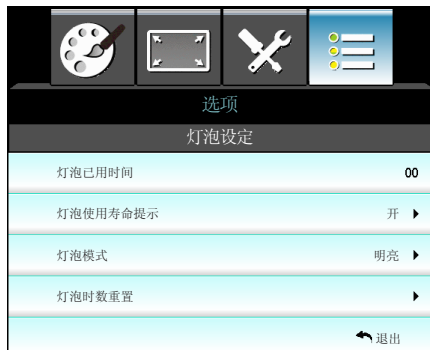 选项
灯泡设定
灯泡已用时间 00
灯泡使用寿命提示 开
灯泡模式 明亮
灯泡时数重置
退出